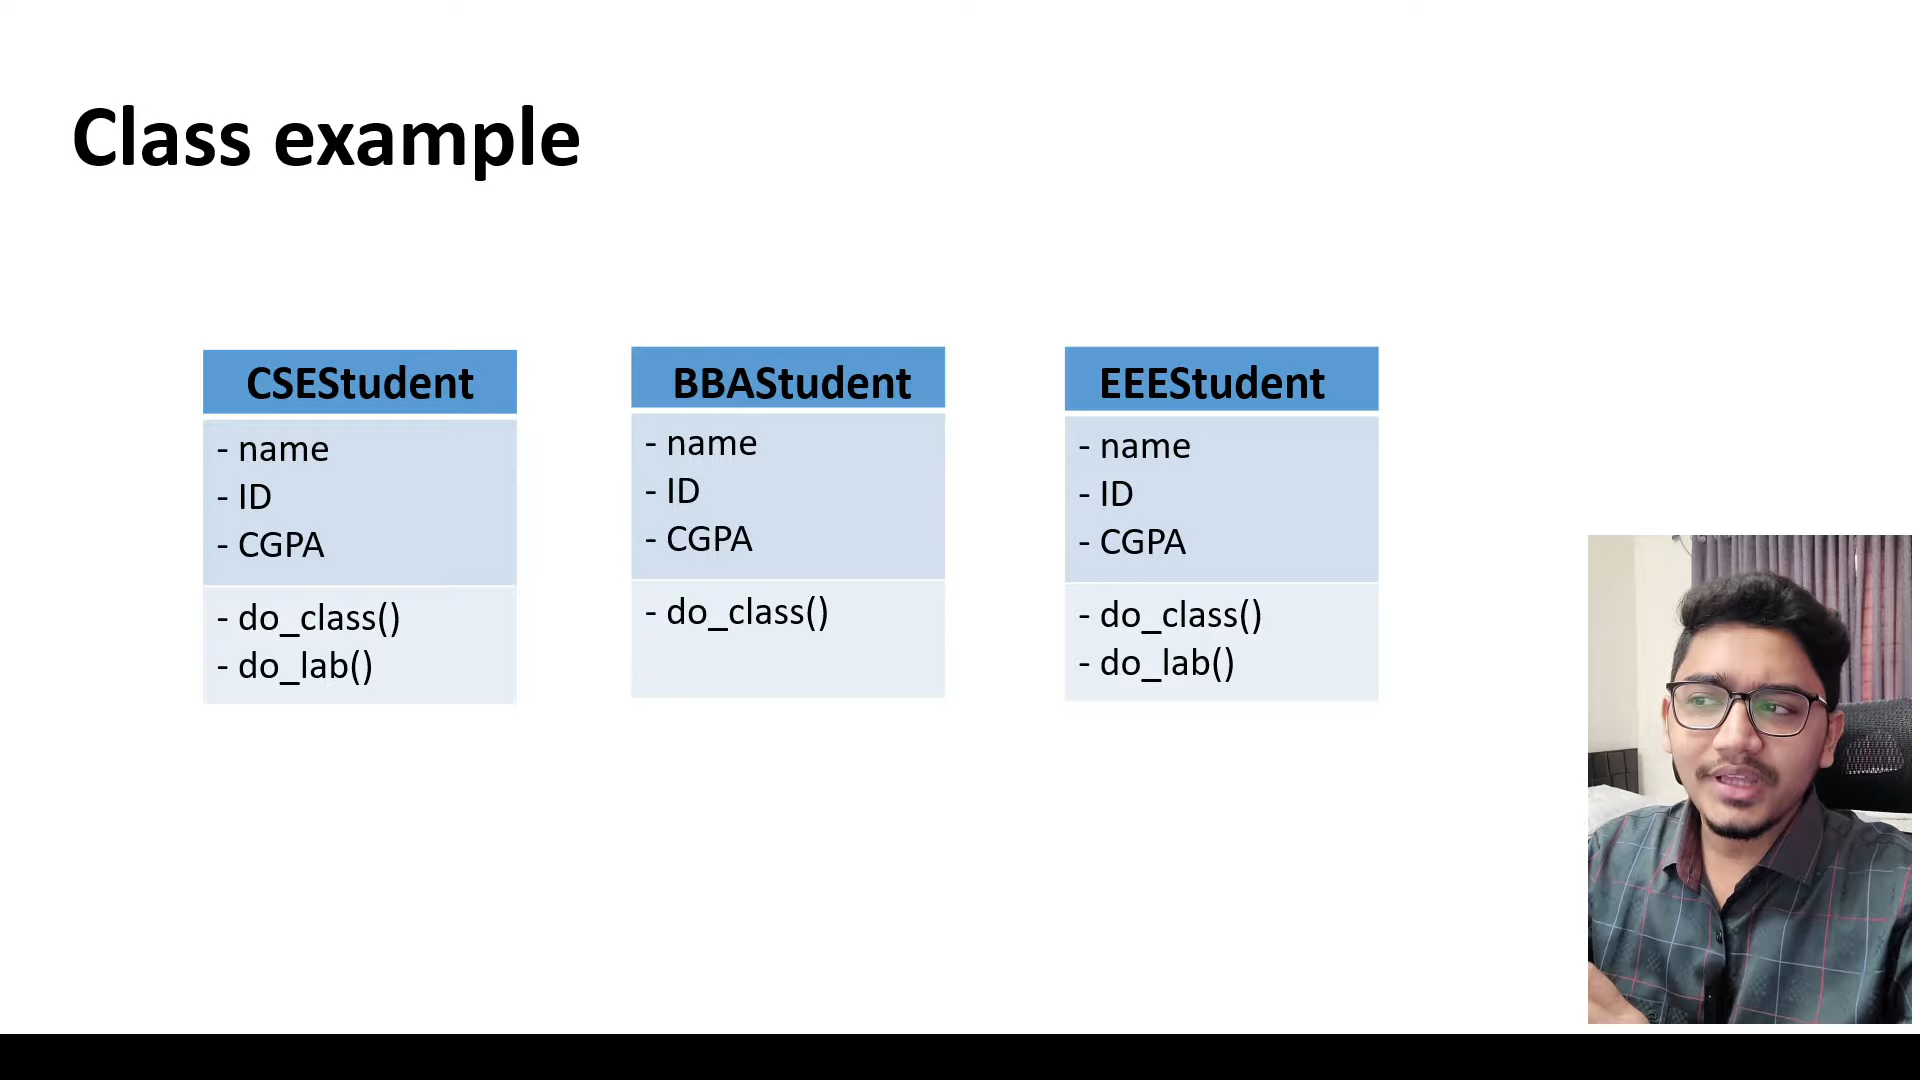 Class example
CSEStudent
- name
- ID
- CGPA
- do_class()
- do_lab()
BBAStudent
- name
- ID
- CGPA
- do_class()
EEEStudent
- name
- ID
- CGPA
- do_class()
- do_lab()